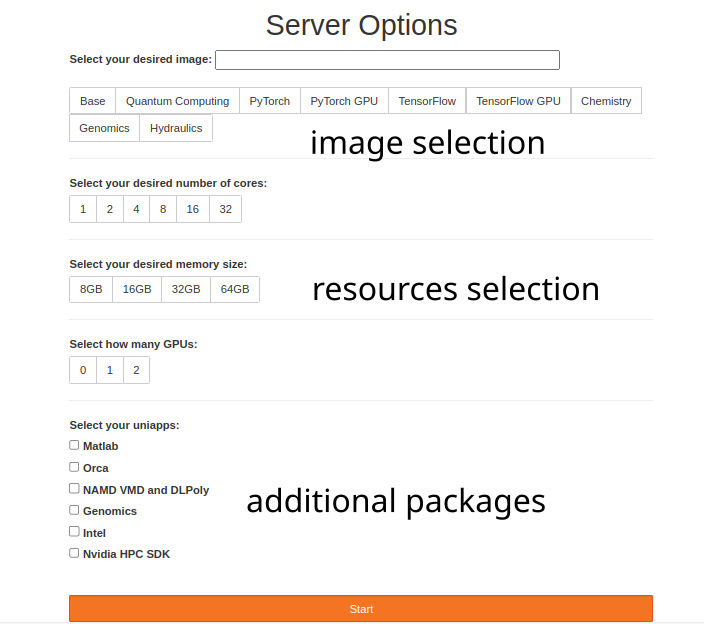 Server Options
Select your desired image:
Base Quantum Computing PyTorch PyTorch GPU TensorFlow TensorFlow GPU Chemistry
Genomics Hydraulics
image selection
Select your desired number of cores:
1 2 4 8 16 32
Select your desired memory size:
8GB 16GB 32GB 64GB
resources selection
Select how many GPUs:
0 1 2
Select your uniapps:
Matlab
Orca
NAMD VMD and DLPoly
additional packages
Genomics
Intel
Nvidia HPC SDK
Start